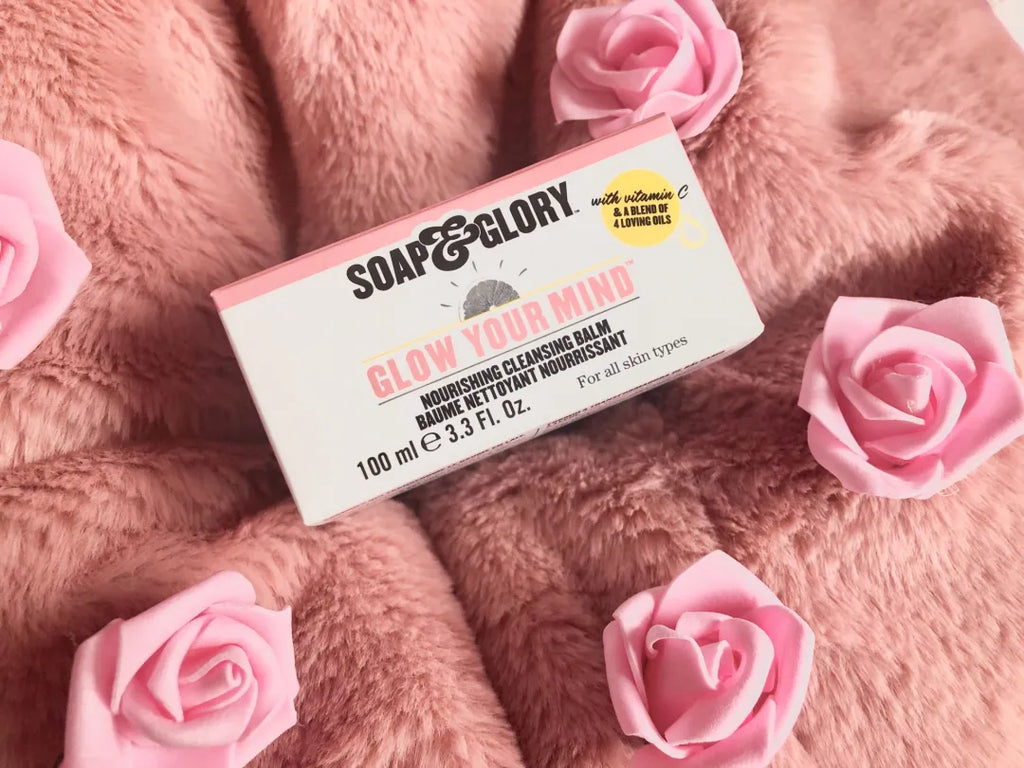 SOAP & GLORY™
with vitamin C
& A BLEND OF
4 LOVING OILS
GLOW YOUR MIND™
NOURISHING CLEANSING BALM
BAUME NETTOYANT NOURRISSANT
For all skin types
100 ml ℮ 3.3 Fl. Oz.